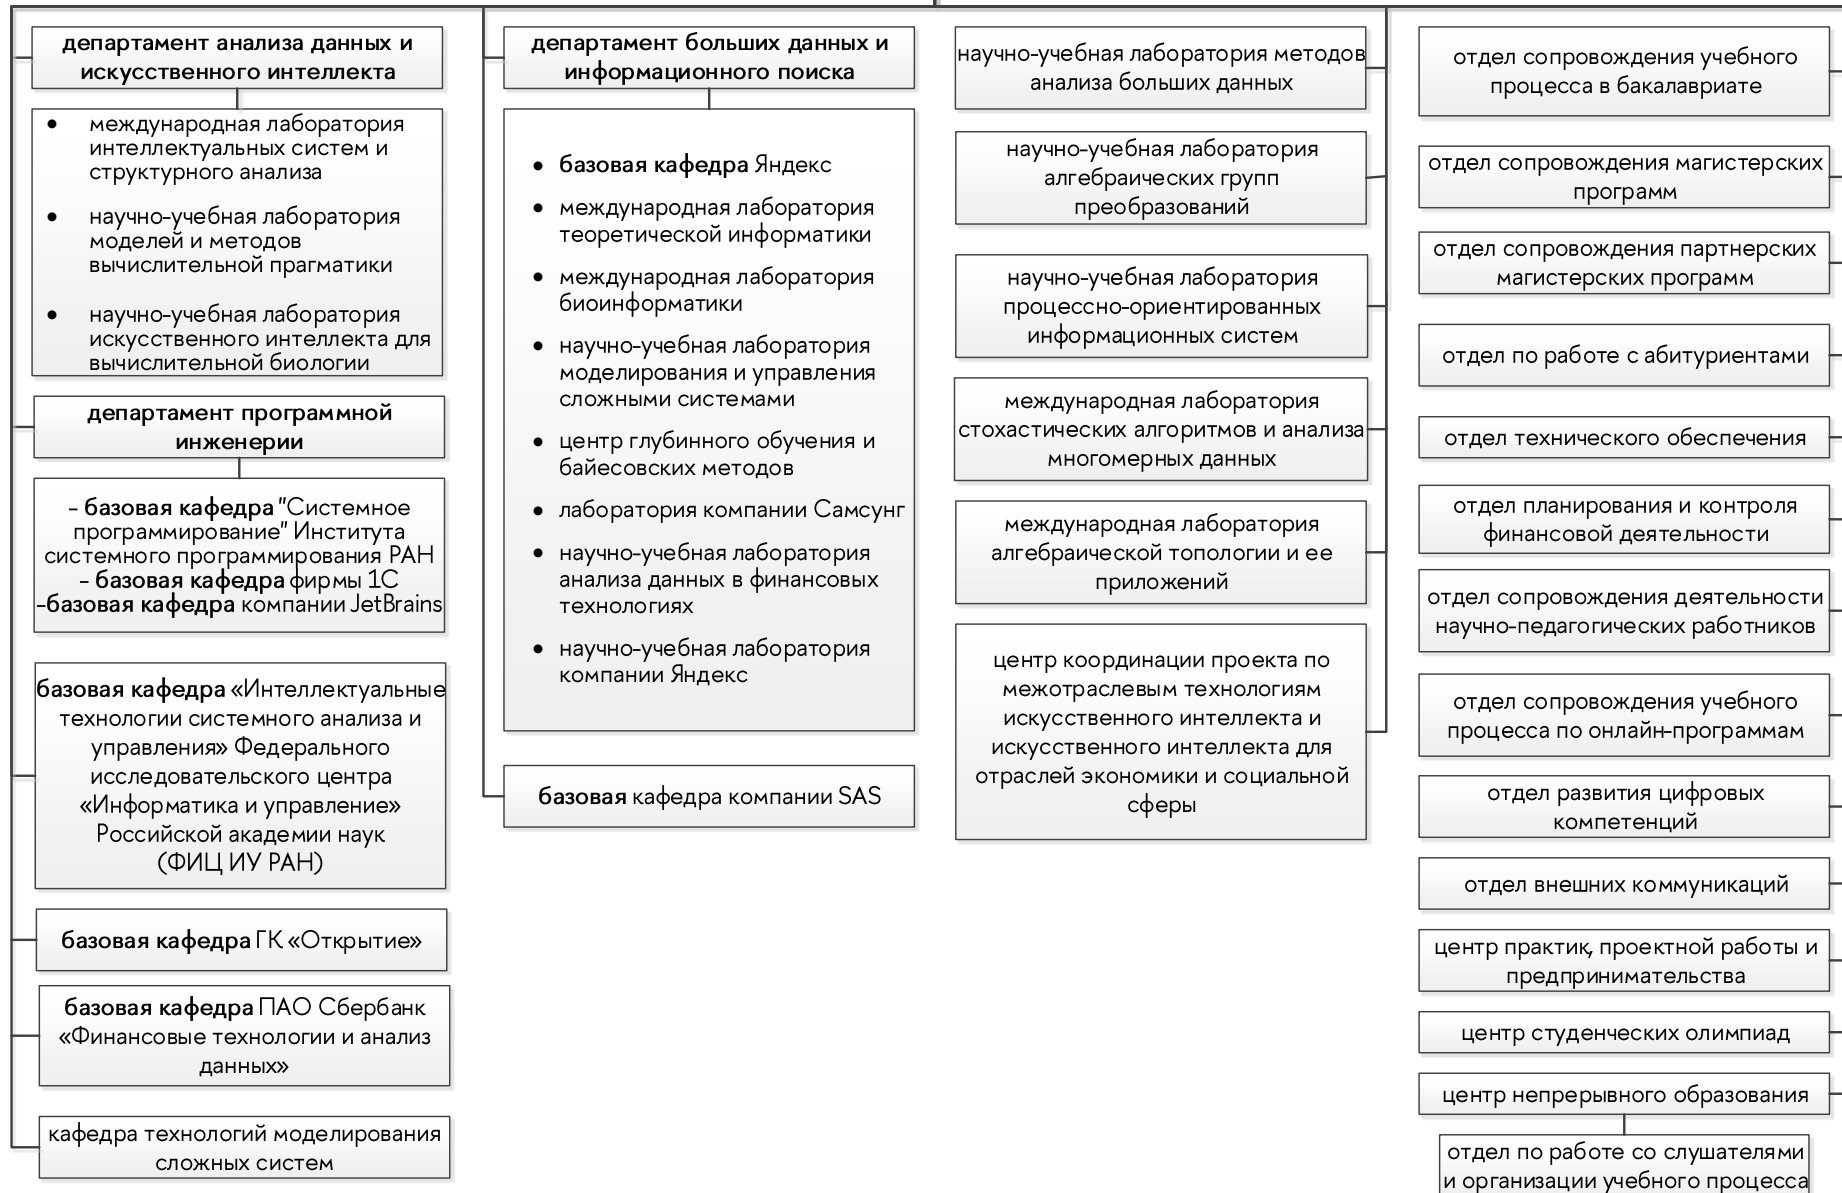 департамент анализа данных и
искусственного интеллекта
международная лаборатория
интеллектуальных систем и
структурного анализа
научно-учебная лаборатория
моделей и методов
вычислительной прагматики
научно-учебная лаборатория
искусственного интеллекта для
вычислительной биологии
департамент программной
инженерии
- базовая кафедра "Системное
программирование" Института
системного программирования РАН
- базовая кафедра фирмы 1С
-базовая кафедра компании JetBrains
базовая кафедра «Интеллектуальные
технологии системного анализа и
управления» Федерального
исследовательского центра
«Информатика и управление»
Российской академии наук
(ФИЦ ИУ РАН)
базовая кафедра ГК «Открытие»
базовая кафедра ПАО Сбербанк
«Финансовые технологии и анализ
данных»
кафедра технологий моделирования
сложных систем
департамент больших данных и
информационного поиска
базовая кафедра Яндекс
международная лаборатория
теоретической информатики
международная лаборатория
биоинформатики
научно-учебная лаборатория
моделирования и управления
сложными системами
центр глубинного обучения и
байесовских методов
лаборатория компании Самсунг
научно-учебная лаборатория
анализа данных в финансовых
технологиях
научно-учебная лаборатория
компании Яндекс
базовая кафедра компании SAS
научно-учебная лаборатория методов
анализа больших данных
научно-учебная лаборатория
алгебраических групп
преобразований
научно-учебная лаборатория
процессно-ориентированных
информационных систем
международная лаборатория
стохастических алгоритмов и анализа
многомерных данных
международная лаборатория
алгебраической топологии и ее
приложений
центр координации проекта по
межотраслевым технологиям
искусственного интеллекта и
искусственного интеллекта для
отраслей экономики и социальной
сферы
отдел сопровождения учебного
процесса в бакалавриате
отдел сопровождения магистерских
программ
отдел сопровождения партнерских
магистерских программ
отдел по работе с абитуриентами
отдел технического обеспечения
отдел планирования и контроля
финансовой деятельности
отдел сопровождения деятельности
научно-педагогических работников
отдел сопровождения учебного
процесса по онлайн-программам
отдел развития цифровых
компетенций
отдел внешних коммуникаций
центр практик, проектной работы и
предпринимательства
центр студенческих олимпиад
центр непрерывного образования
отдел по работе со слушателями
и организации учебного процесса